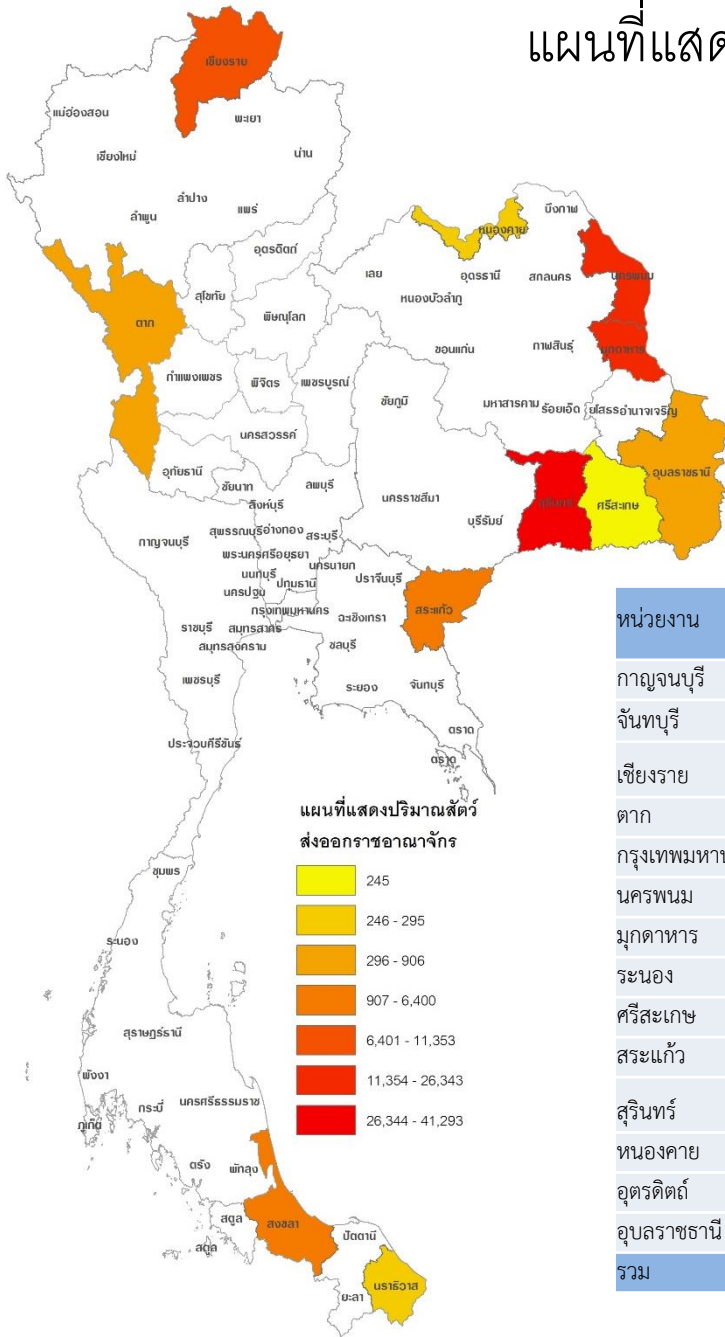 แผนที่แสด
เชียงราย
แม่ฮ่องสอน
พะเยา
เชียงใหม่
น่าน
ลำปาง
ลำพูน
แพร่
บึงกาฬ
หนองคาย
อุตรดิตถ์
เลย
อุดรธานี
สกลนคร
นครพนม
สุโขทัย
หนองบัวลำภู
ตาก
พิษณุโลก
ขอนแก่น
กาฬสินธุ์
มุกดาหาร
กำแพงเพชร
พิจิตร
เพชรบูรณ์
ชัยภูมิ
มหาสารคาม
ร้อยเอ็ด
ยโสธร
อำนาจเจริญ
นครสวรรค์
อุทัยธานี
ชัยนาท
ลพบุรี
นครราชสีมา
บุรีรัมย์
สุรินทร์
ศรีสะเกษ
อุบลราชธานี
สิงห์บุรี
กาญจนบุรี
สุพรรณบุรี
อ่างทอง
สระบุรี
พระนครศรีอยุธยา
นครนายก
ปราจีนบุรี
นนทบุรี
ปทุมธานี
นครปฐม
กรุงเทพมหานคร
ฉะเชิงเทรา
สระแก้ว
ราชบุรี
สมุทรสาคร
สมุทรสงคราม
ชลบุรี
เพชรบุรี
ระยอง
จันทบุรี
ตราด
ประจวบคีรีขันธ์
ตราด
ชุมพร
ระนอง
สุราษฎร์ธานี
พังงา
กระบี่
นครศรีธรรมราช
ภูเก็ต
ตรัง
พัทลุง
สตูล
สงขลา
ปัตตานี
สตูล
ยะลา
นราธิวาส
แผนที่แสดงปริมาณสัตว์
ส่งออกราชอาณาจักร
245
246 - 295
296 - 906
907 - 6,400
6,401 - 11,353
11,354 - 26,343
26,344 - 41,293
หน่วยงาน
กาญจนบุรี
จันทบุรี
เชียงราย
ตาก
กรุงเทพมหา
นครพนม
มุกดาหาร
ระนอง
ศรีสะเกษ
สระแก้ว
สุรินทร์
หนองคาย
อุตรดิตถ์
อุบลราชธานี
รวม